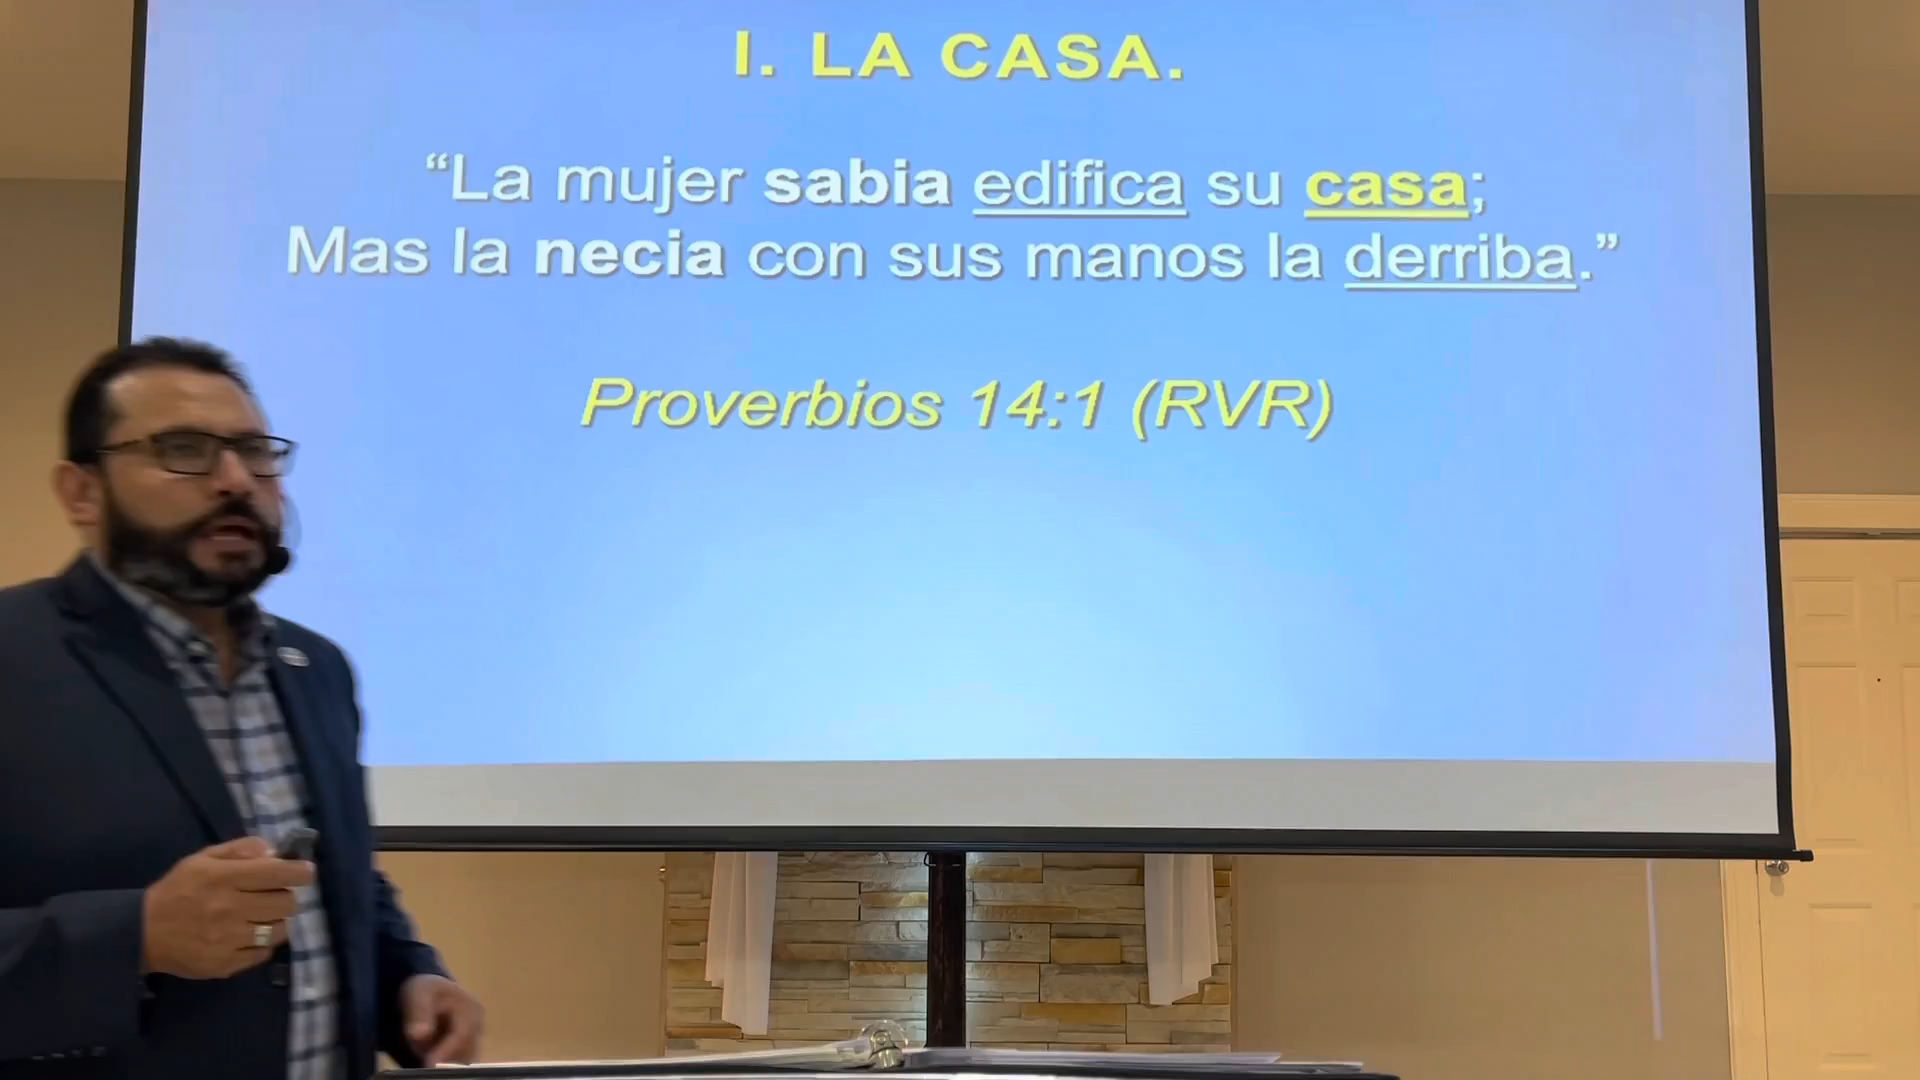 I. LA CASA.
“La mujer sabia edifica su casa;
Mas la necia con sus manos la derriba.”
Proverbios 14:1 (RVR)